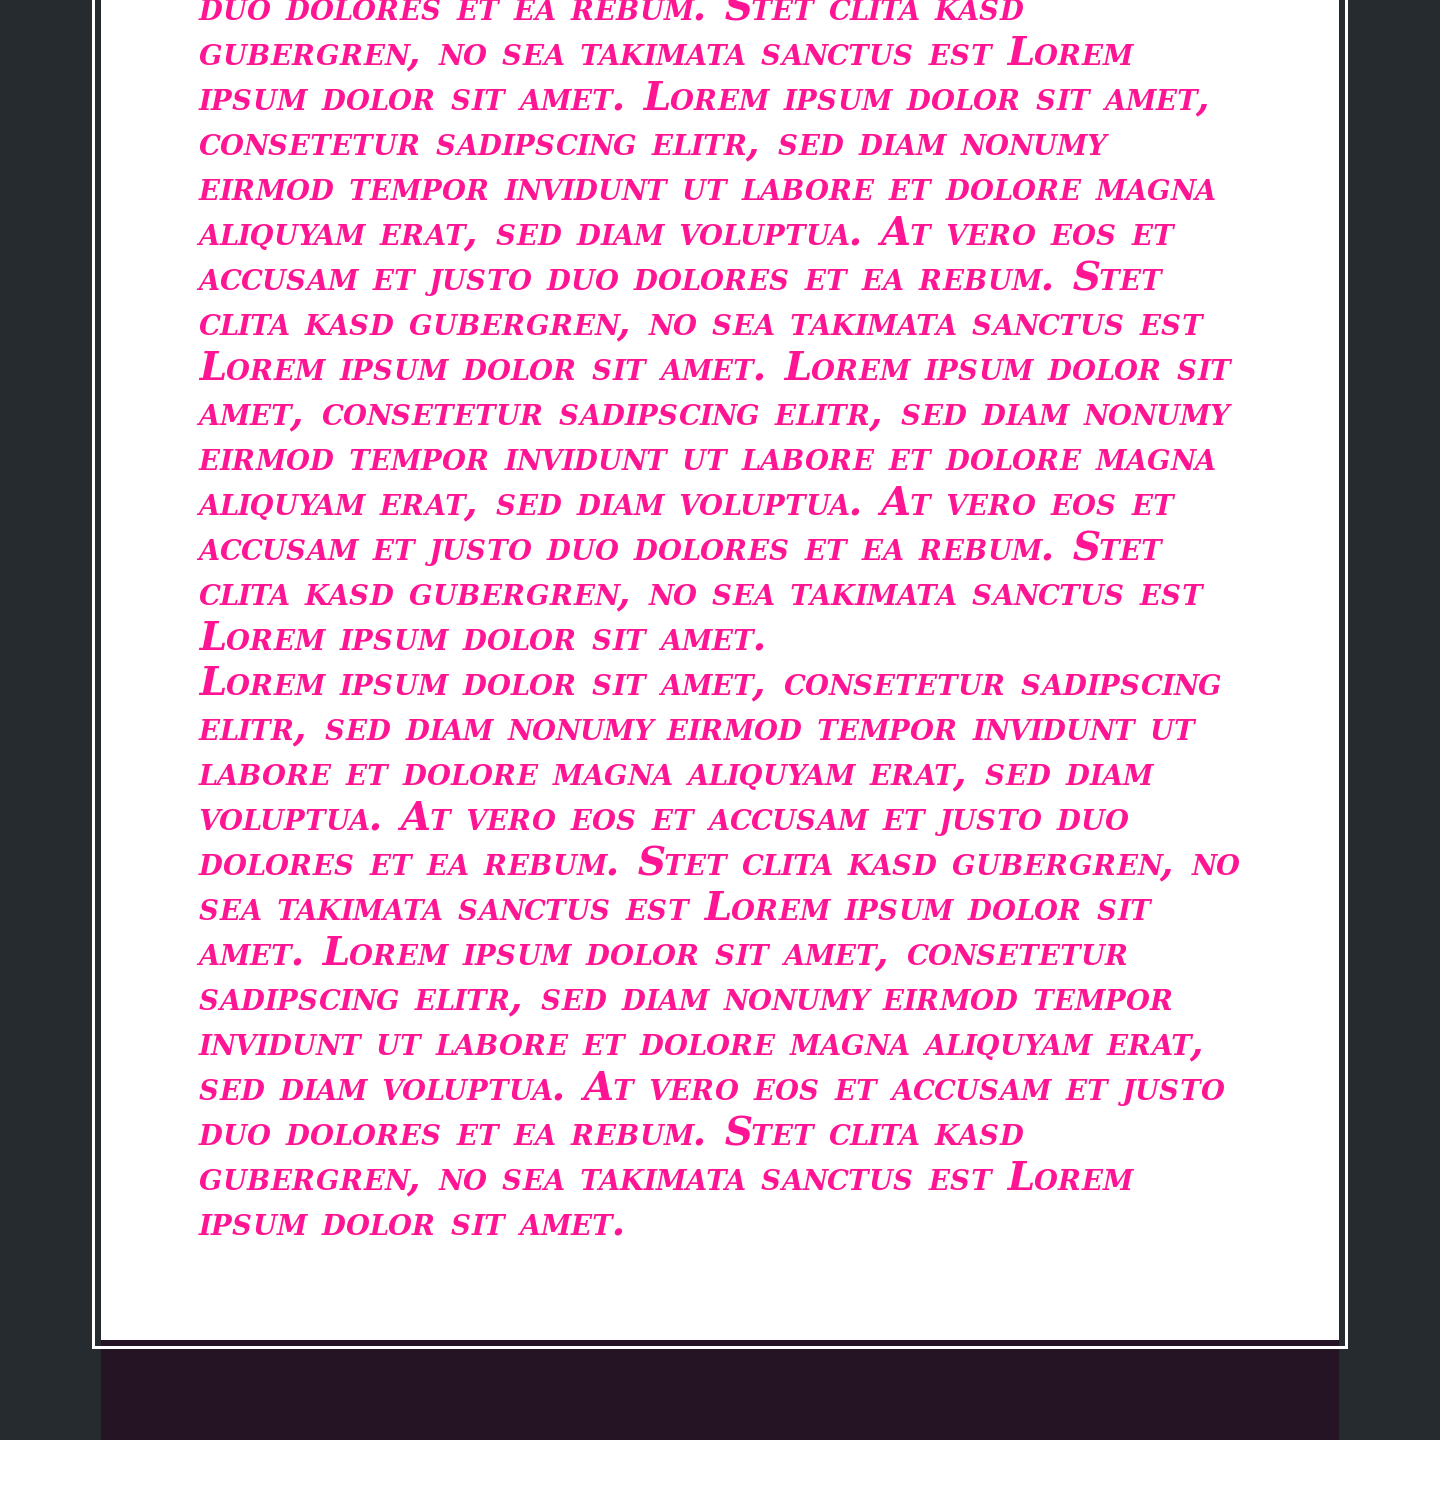 duo dolores et ea rebum. Stet clita kasd
gubergren, no sea takimata sanctus est Lorem
ipsum dolor sit amet. Lorem ipsum dolor sit amet,
consetetur sadipscing elitr, sed diam nonumy
eirmod tempor invidunt ut labore et dolore magna
aliquyam erat, sed diam voluptua. At vero eos et
accusam et justo duo dolores et ea rebum. Stet
clita kasd gubergren, no sea takimata sanctus est
Lorem ipsum dolor sit amet. Lorem ipsum dolor sit
amet, consetetur sadipscing elitr, sed diam nonumy
eirmod tempor invidunt ut labore et dolore magna
aliquyam erat, sed diam voluptua. At vero eos et
accusam et justo duo dolores et ea rebum. Stet
clita kasd gubergren, no sea takimata sanctus est
Lorem ipsum dolor sit amet.
Lorem ipsum dolor sit amet, consetetur sadipscing
elitr, sed diam nonumy eirmod tempor invidunt ut
labore et dolore magna aliquyam erat, sed diam
voluptua. At vero eos et accusam et justo duo
dolores et ea rebum. Stet clita kasd gubergren, no
sea takimata sanctus est Lorem ipsum dolor sit
amet. Lorem ipsum dolor sit amet, consetetur
sadipscing elitr, sed diam nonumy eirmod tempor
invidunt ut labore et dolore magna aliquyam erat,
sed diam voluptua. At vero eos et accusam et justo
duo dolores et ea rebum. Stet clita kasd
gubergren, no sea takimata sanctus est Lorem
ipsum dolor sit amet.